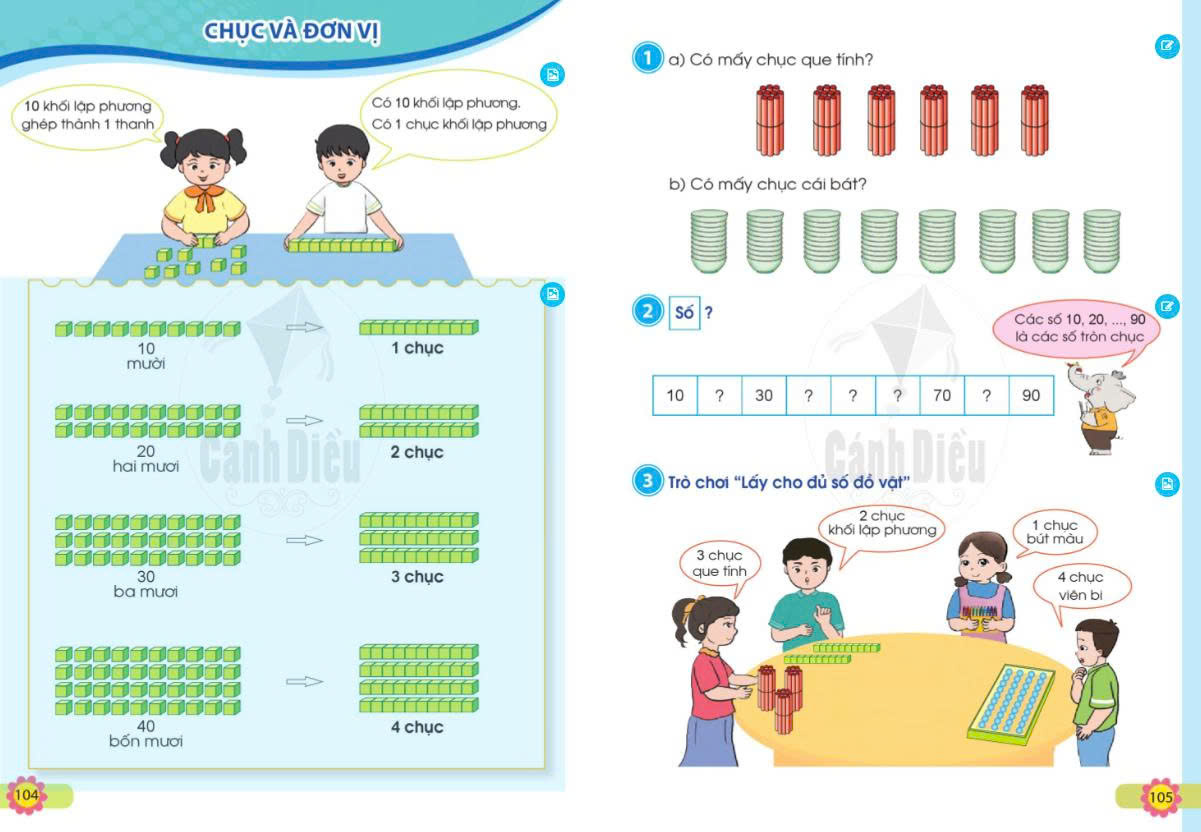 CHỤC VÀ ĐƠN VỊ
10 khối lập phương
ghép thành 1 thanh
Có 10 khối lập phương.
Có 1 chục khối lập phương
10
mười
1 chục
20
hai mươi
2 chục
30
ba mươi
3 chục
40
bốn mươi
4 chục
Cánh Diều
104
1 a) Có mấy chục que tính?
b) Có mấy chục cái bát?
2 Số ?
Các số 10, 20, ..., 90
là các số tròn chục
10 ? 30 ? ? ? 70 ? 90
Cánh Diều
3 Trò chơi “Lấy cho đủ số đồ vật”
3 chục
que tính
2 chục
khối lập phương
1 chục
bút màu
4 chục
viên bi
105